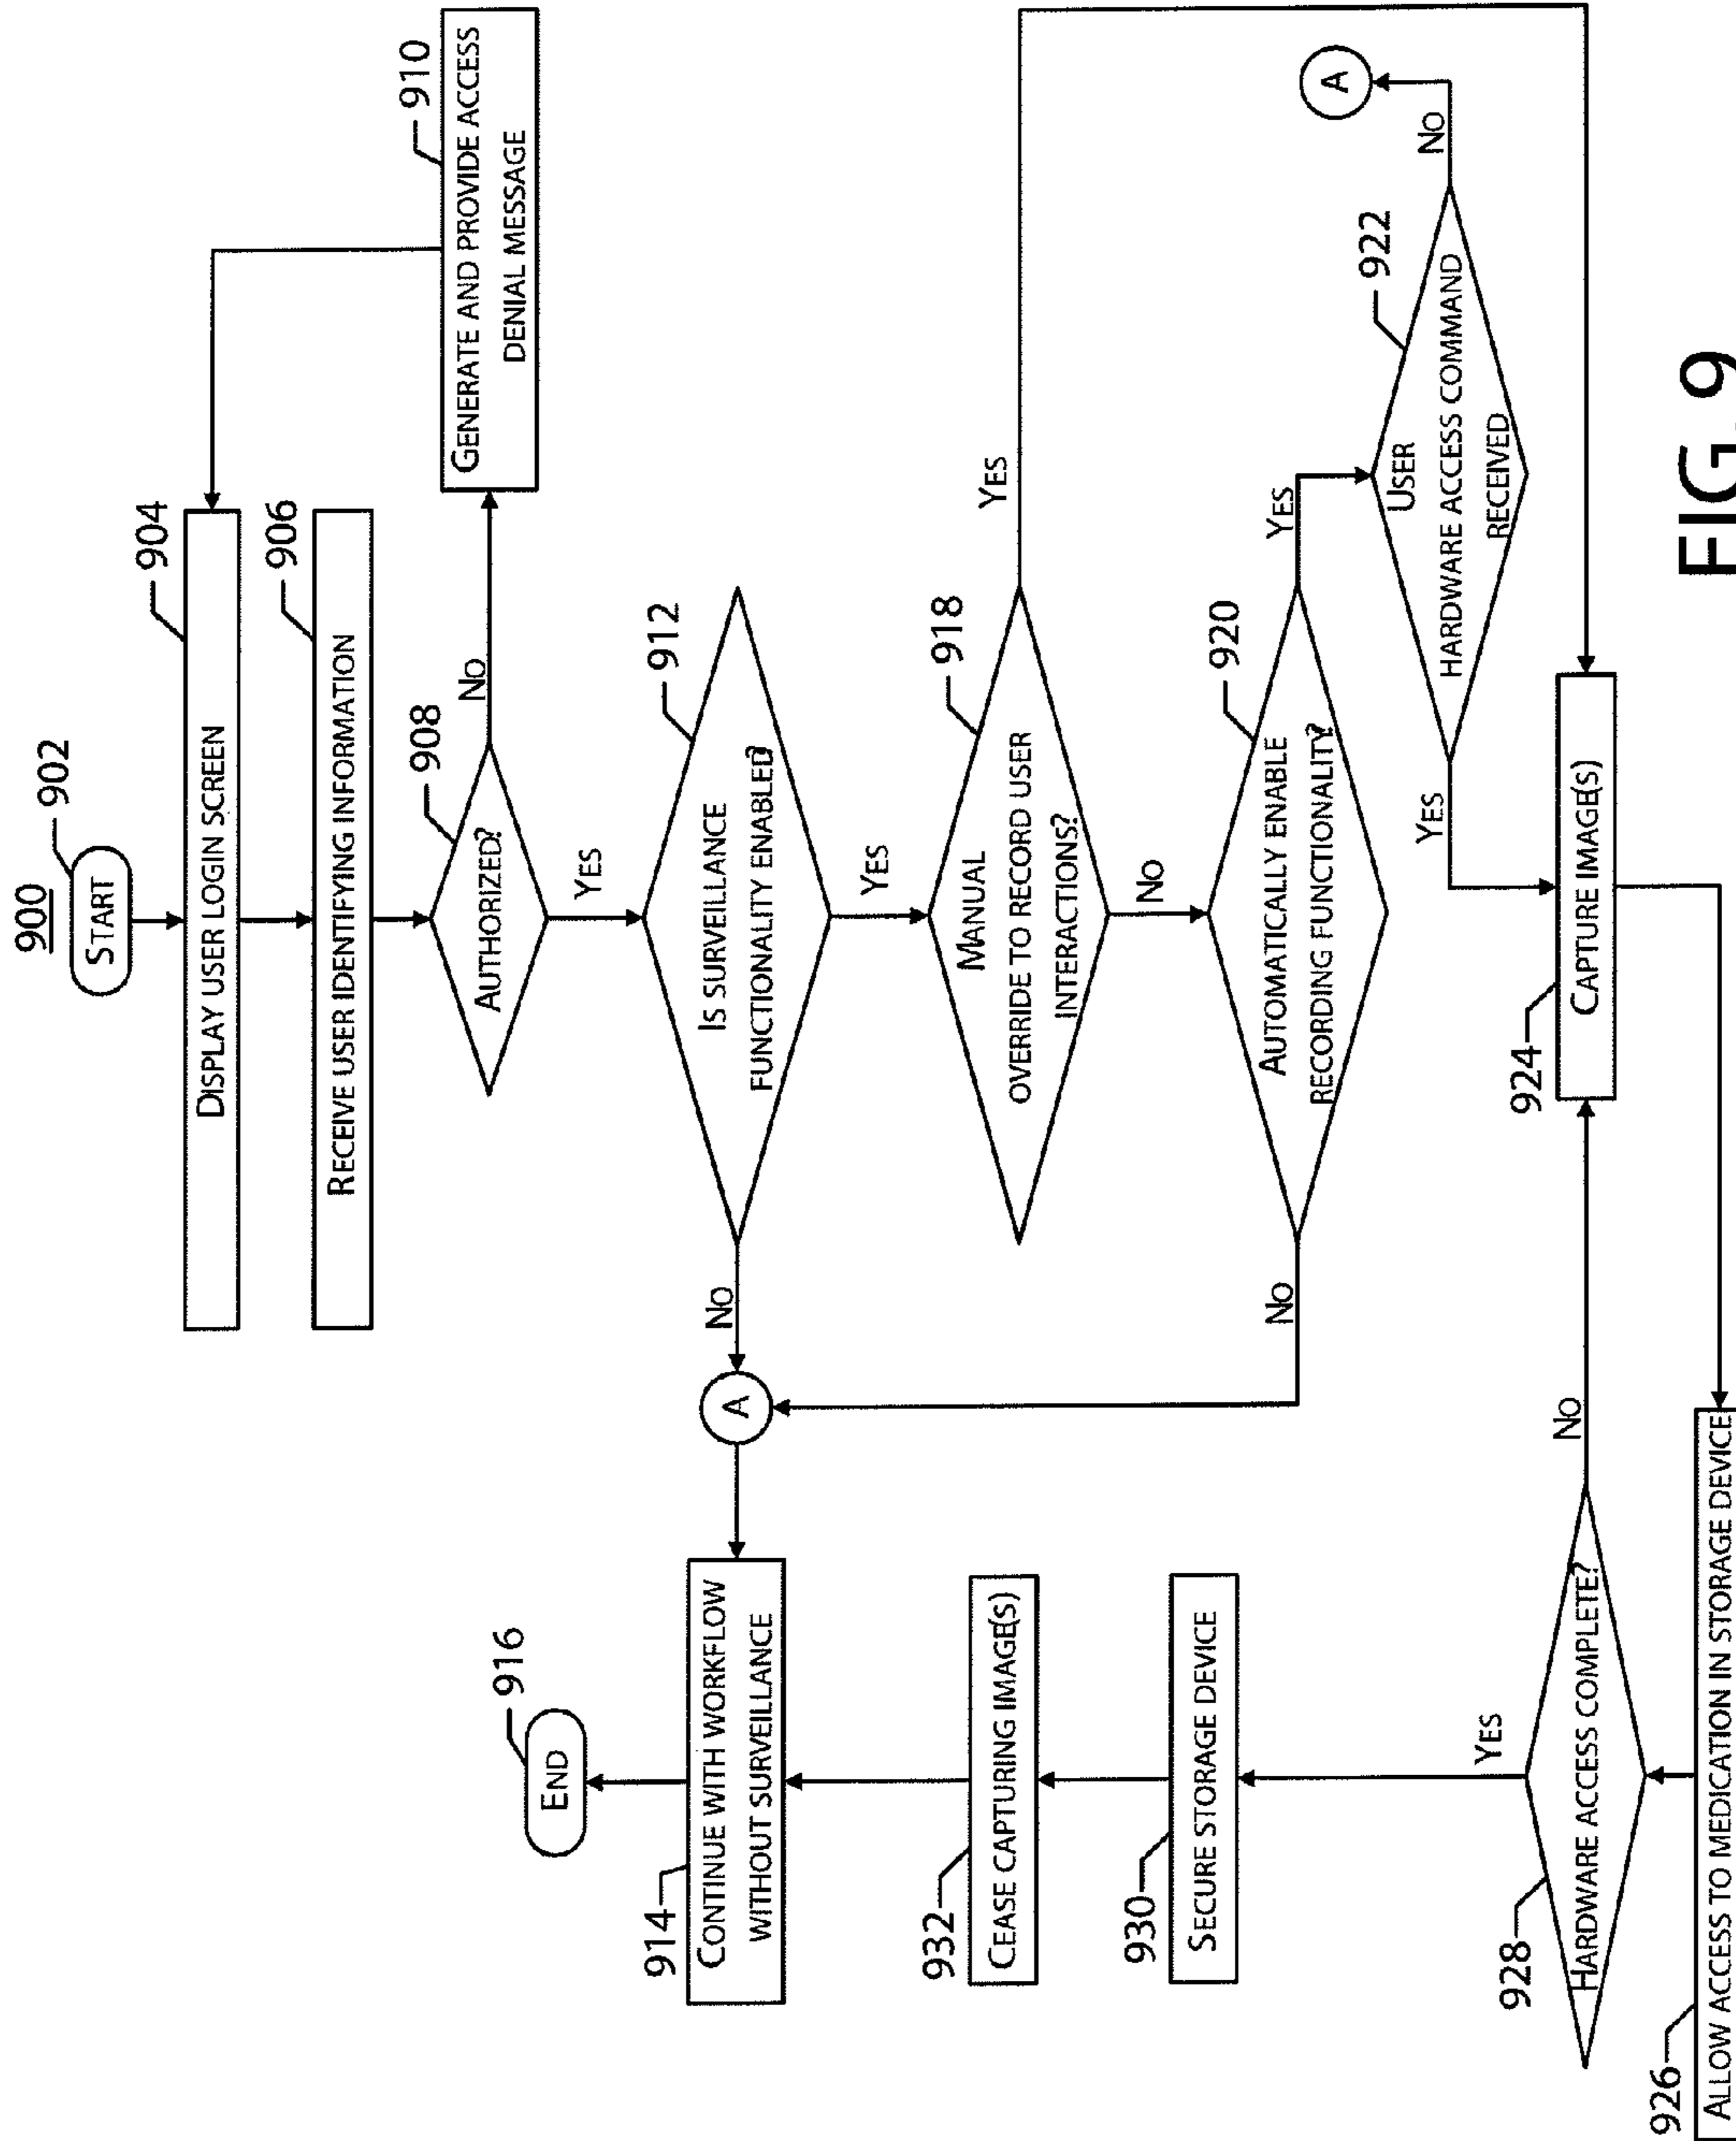 900
902
START
904
DISPLAY USER LOGIN SCREEN
906
RECEIVE USER IDENTIFYING INFORMATION
908
AUTHORIZED?
NO
910
GENERATE AND PROVIDE ACCESS
DENIAL MESSAGE
YES
912
IS SURVEILLANCE
FUNCTIONALITY ENABLED?
NO
A
YES
916
END
914
CONTINUE WITH WORKFLOW
WITHOUT SURVEILLANCE
918
MANUAL
OVERRIDE TO RECORD USER
INTERACTIONS?
YES
NO
932
CEASE CAPTURING IMAGE(S)
920
AUTOMATICALLY ENABLE
RECORDING FUNCTIONALITY?
NO
YES
930
SECURE STORAGE DEVICE
922
USER
HARDWARE ACCESS COMMAND
RECEIVED
NO
A
YES
924
CAPTURE IMAGE(S)
928
HARDWARE ACCESS COMPLETE?
NO
YES
926
ALLOW ACCESS TO MEDICATION IN STORAGE DEVICE
FIG. 9